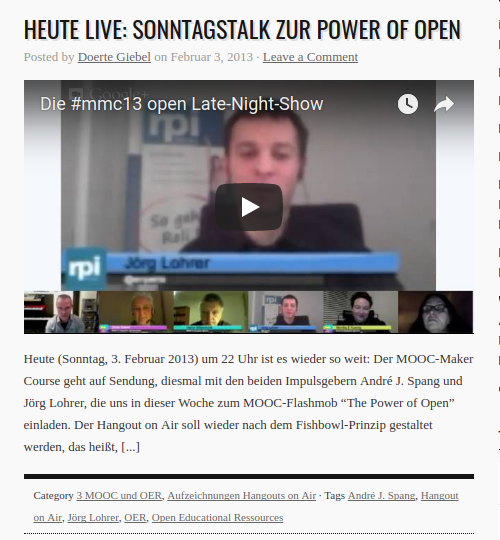 HEUTE LIVE: SONNTAGSTALK ZUR POWER OF OPEN
Posted by Doerte Giebel on Februar 3, 2013 · Leave a Comment
Die #mmc13 open Late-Night-Show
rpi
So geh
Reli
rpi
Jörg Lohrer
Heute (Sonntag, 3. Februar 2013) um 22 Uhr ist es wieder so weit: Der MOOC-Maker
Course geht auf Sendung, diesmal mit den beiden Impulsgebern André J. Spang und
Jörg Lohrer, die uns in dieser Woche zum MOOC-Flashmob “The Power of Open”
einladen. Der Hangout on Air soll wieder nach dem Fishbowl-Prinzip gestaltet
werden, das heißt, [...]
Category 3 MOOC und OER, Aufzeichnungen Hangouts on Air · Tags André J. Spang, Hangout
on Air, Jörg Lohrer, OER, Open Educational Ressources